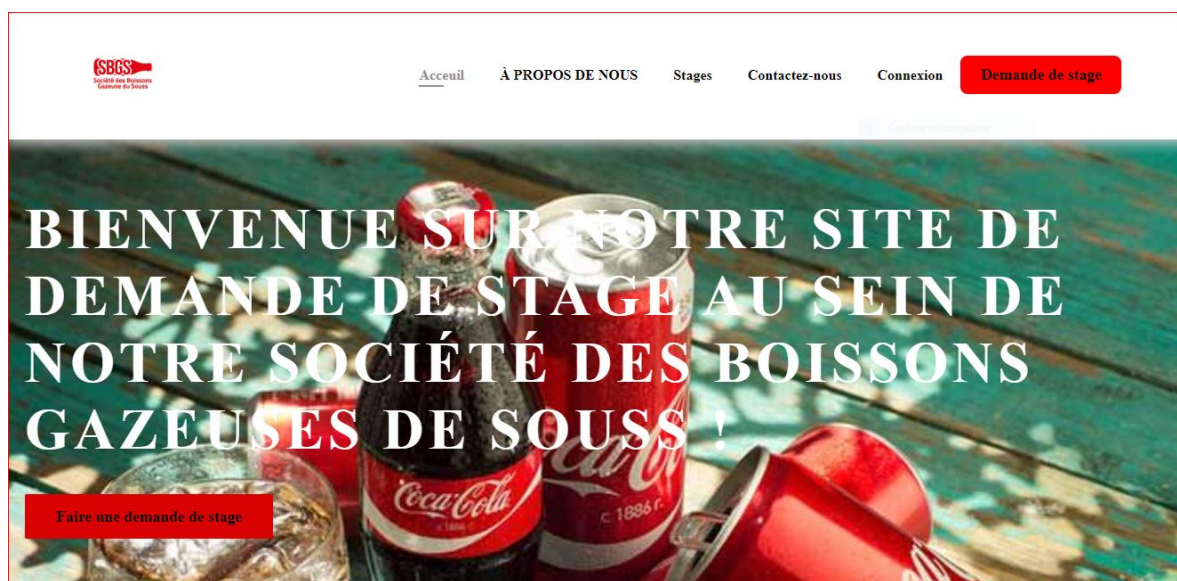 SBGS
Société des Boissons
Gazeuse du Souss
Acceuil À PROPOS DE NOUS Stages Contactez-nous Connexion Demande de stage
BIENVENUE SUR NOTRE SITE DE
DEMANDE DE STAGE AU SEIN DE
NOTRE SOCIÉTÉ DES BOISSONS
GAZEUSES DE SOUSS !
Faire une demande de stage
Coca-Cola
Coca-Co
с 1886 г.